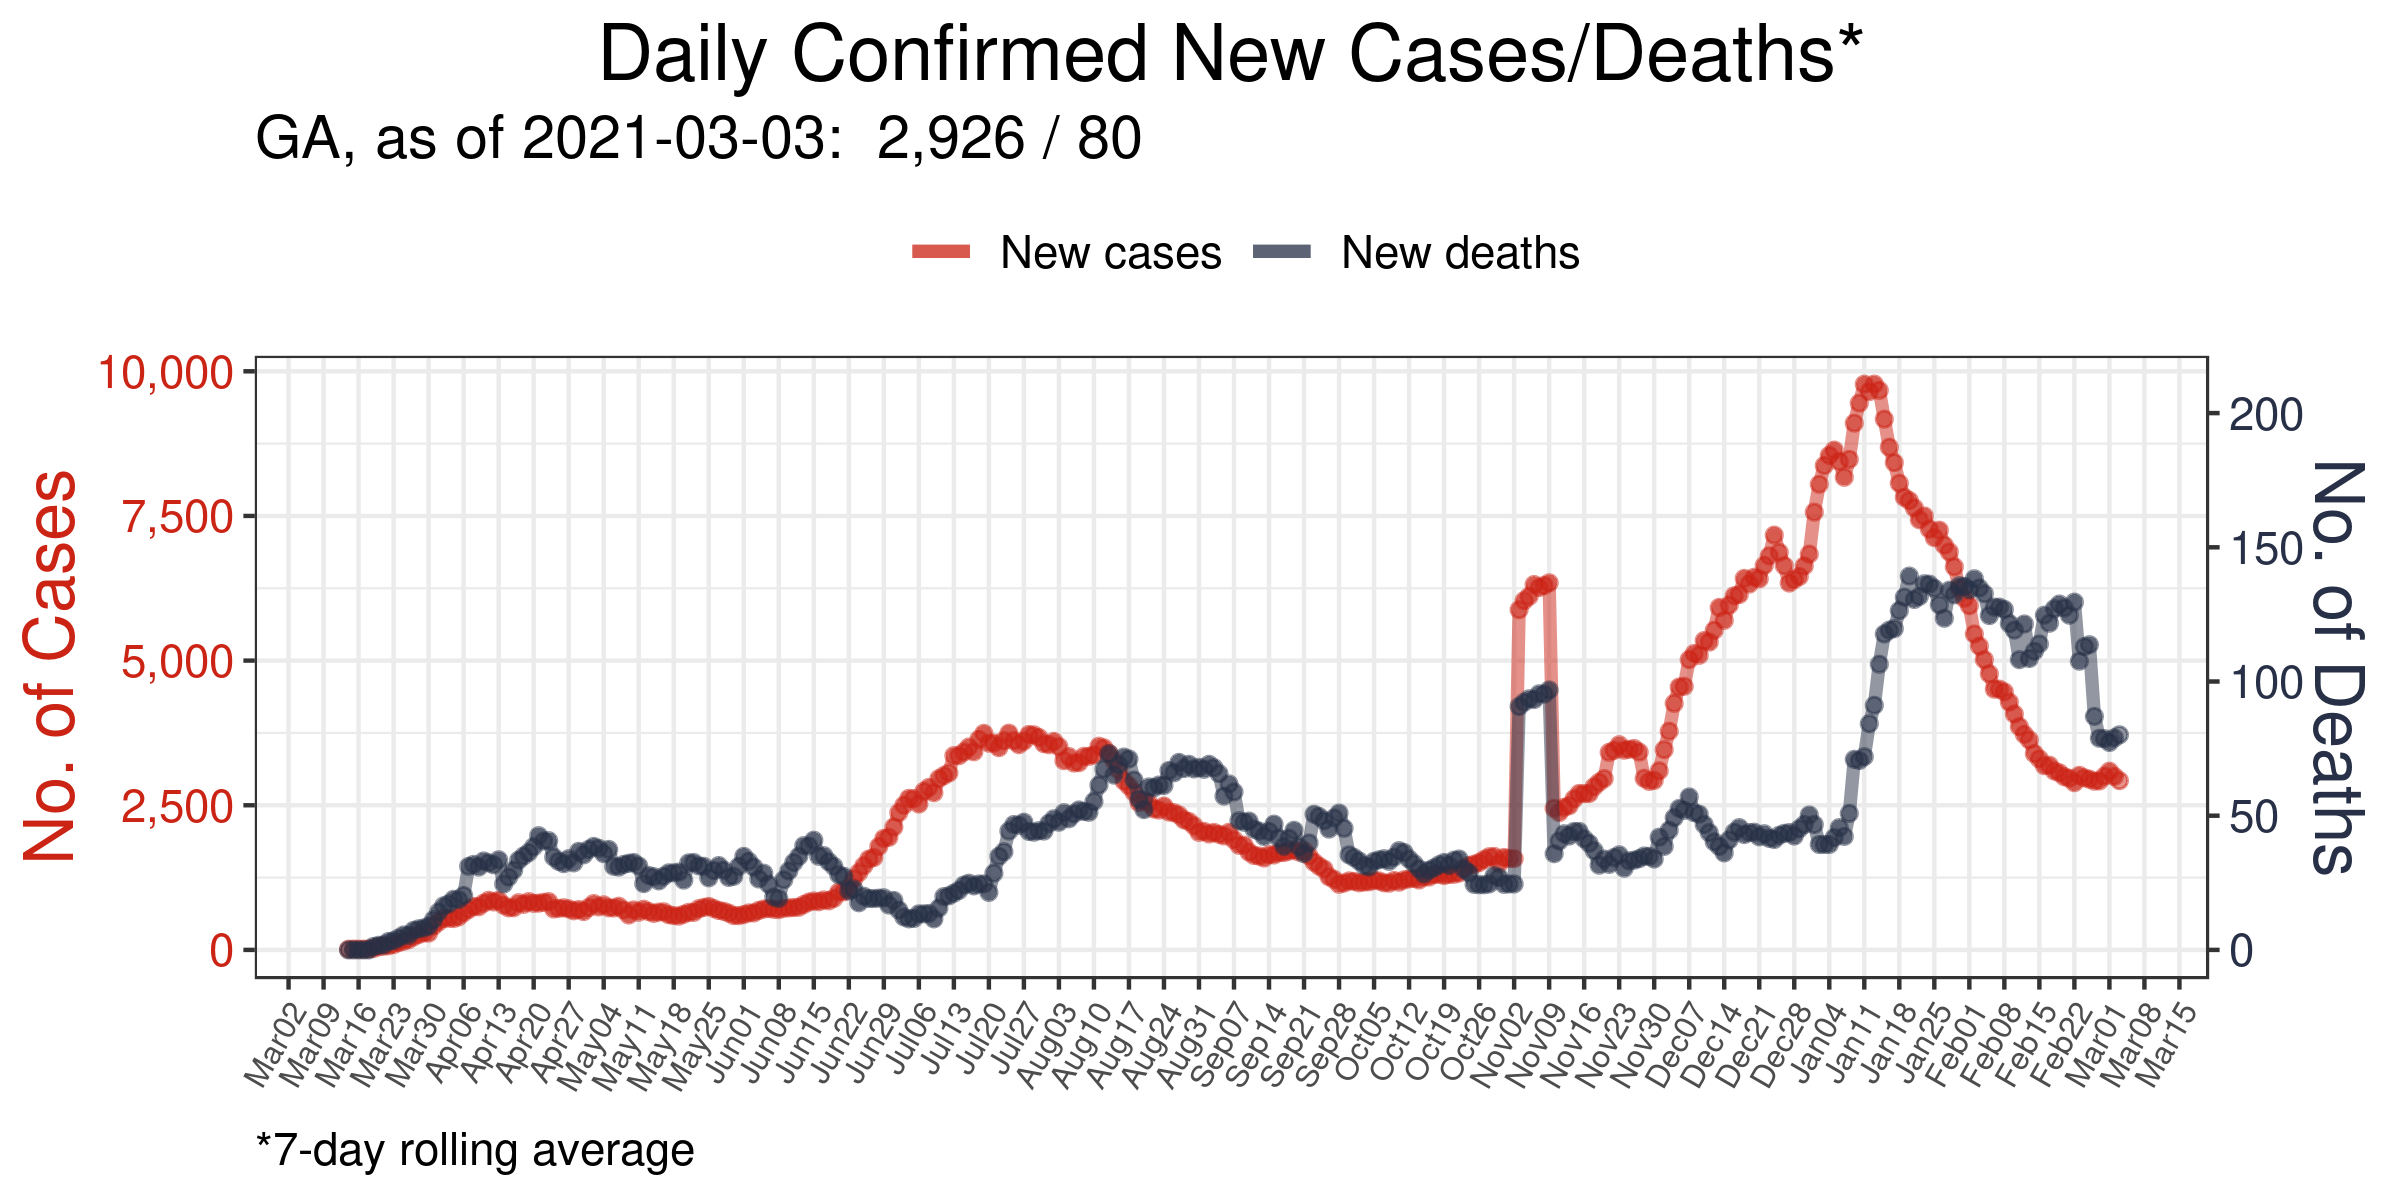 Daily Confirmed New Cases/Deaths*
GA, as of 2021-03-03:  2,926 / 80
New cases
New deaths
No. of Cases
10,000
7,500
5,000
2,500
0
200
150
100
50
0
No. of Deaths
Mar02
Mar09
Mar16
Mar23
Mar30
Apr06
Apr13
Apr20
Apr27
May04
May11
May18
May25
Jun01
Jun08
Jun15
Jun22
Jun29
Jul06
Jul13
Jul20
Jul27
Aug03
Aug10
Aug17
Aug24
Aug31
Sep07
Sep14
Sep21
Sep28
Oct05
Oct12
Oct19
Oct26
Nov02
Nov09
Nov16
Nov23
Nov30
Dec07
Dec14
Dec21
Dec28
Jan04
Jan11
Jan18
Jan25
Feb01
Feb08
Feb15
Feb22
Mar01
Mar08
Mar15
*7-day rolling average